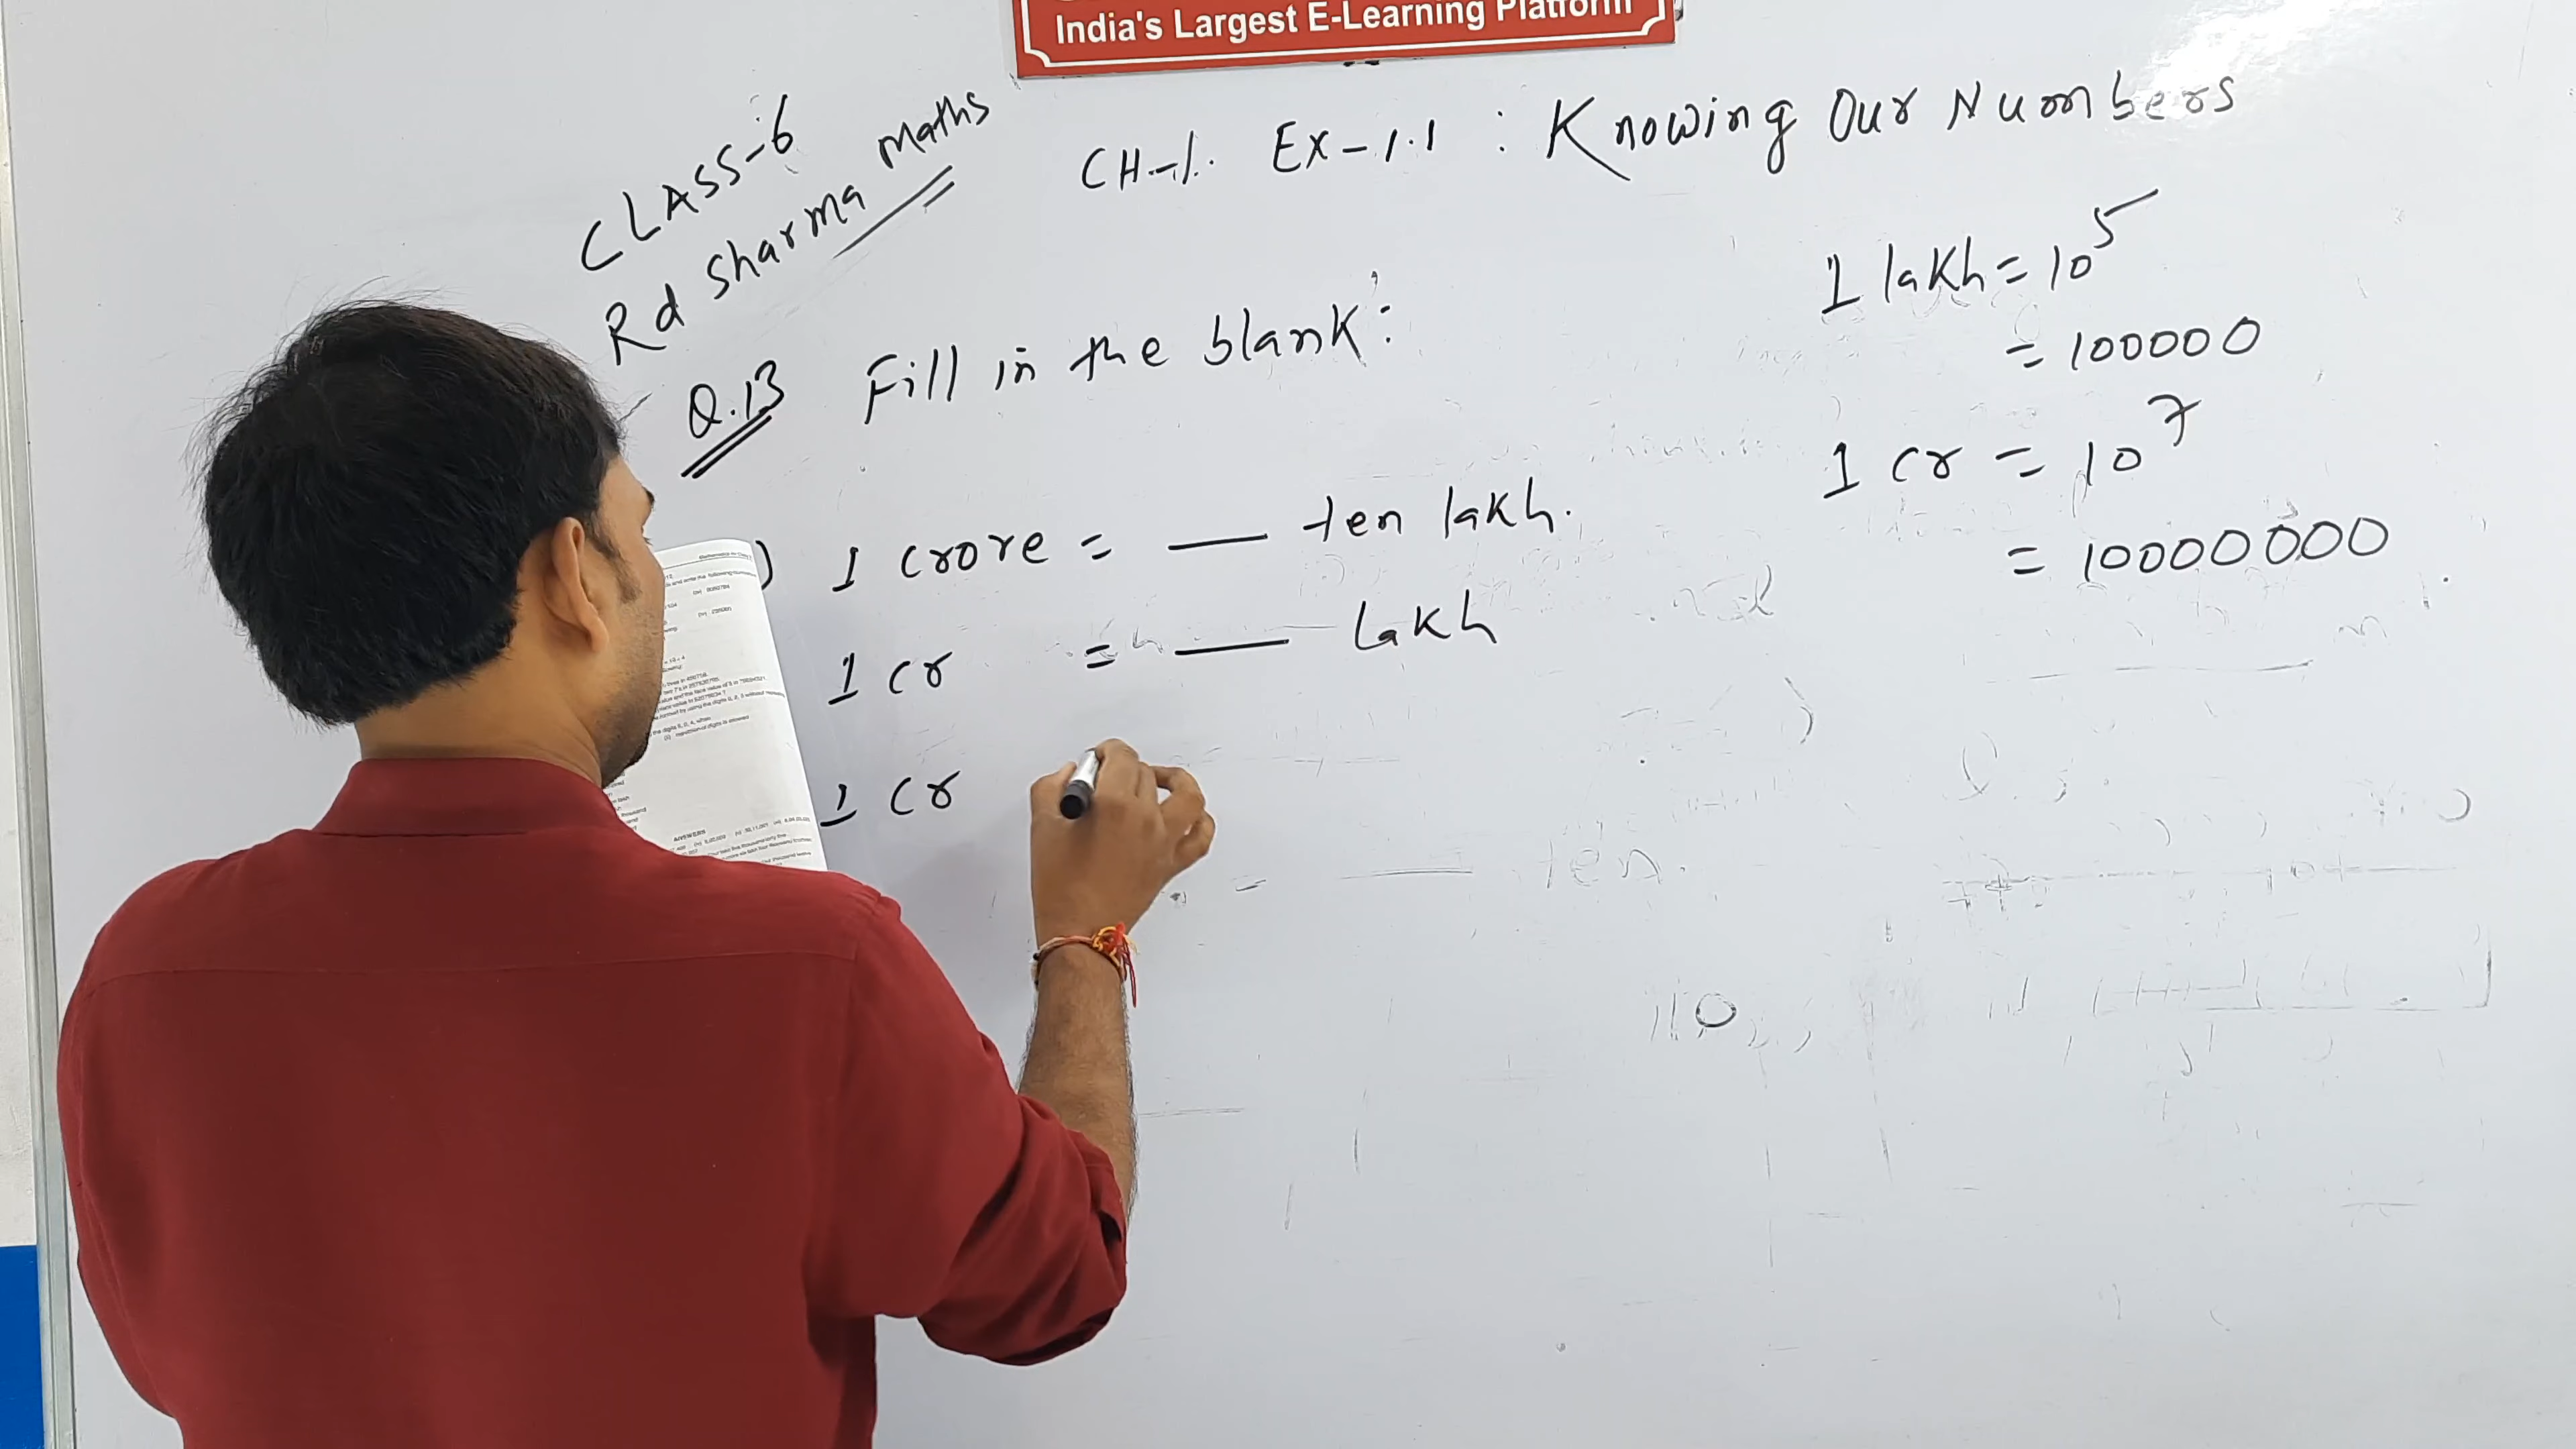 India's Largest E-Learning Platform
CLASS-6
Rd Sharma maths
CH-1. Ex-1.1 : Knowing Our Numbers
Q.13 Fill in the blank:
1 crore = ___ ten lakh.
1 cr = ___ lakh
1 cr
1 lakh = 10^5
= 100000
1 cr = 10^7
= 10000000
ANSWERS